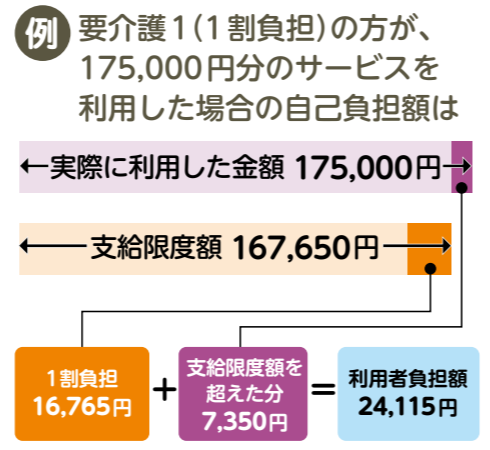 例
要介護1(1割負担)の方が、
175,000円分のサービスを
利用した場合の自己負担額は
実際に利用した金額 175,000円
支給限度額 167,650円
1割負担
16,765円
+
支給限度額を
超えた分
7,350円
=
利用者負担額
24,115円